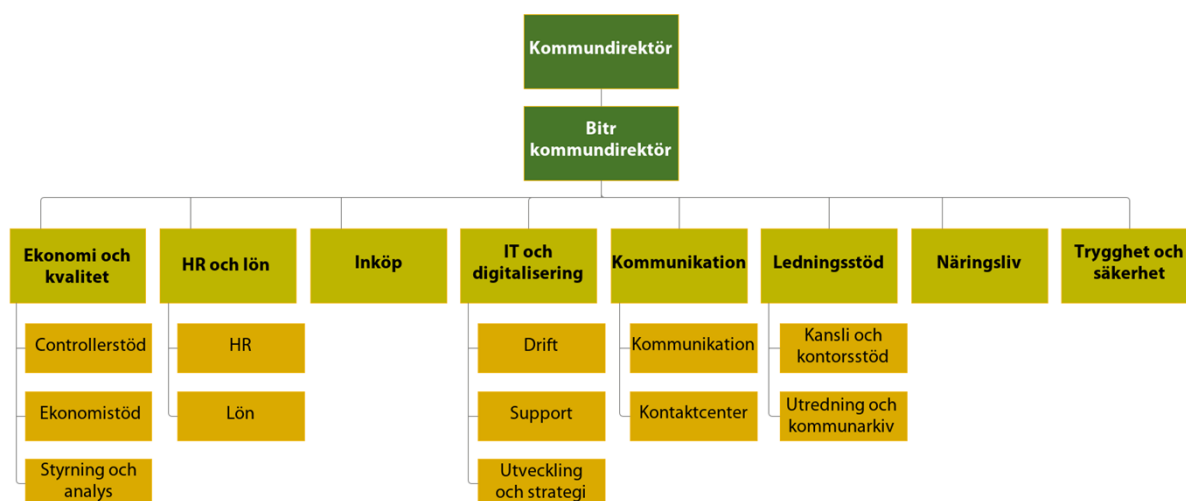 Kommundirektör
Bitr
kommundirektör
Ekonomi och
kvalitet
HR och lön
Inköp
IT och
digitalisering
Kommunikation
Ledningsstöd
Näringsliv
Trygghet och
säkerhet
Controllerstöd
Ekonomistöd
Styrning och
analys
HR
Lön
Drift
Support
Utveckling
och strategi
Kommunikation
Kontaktcenter
Kansli och
kontorsstöd
Utredning och
kommunarkiv